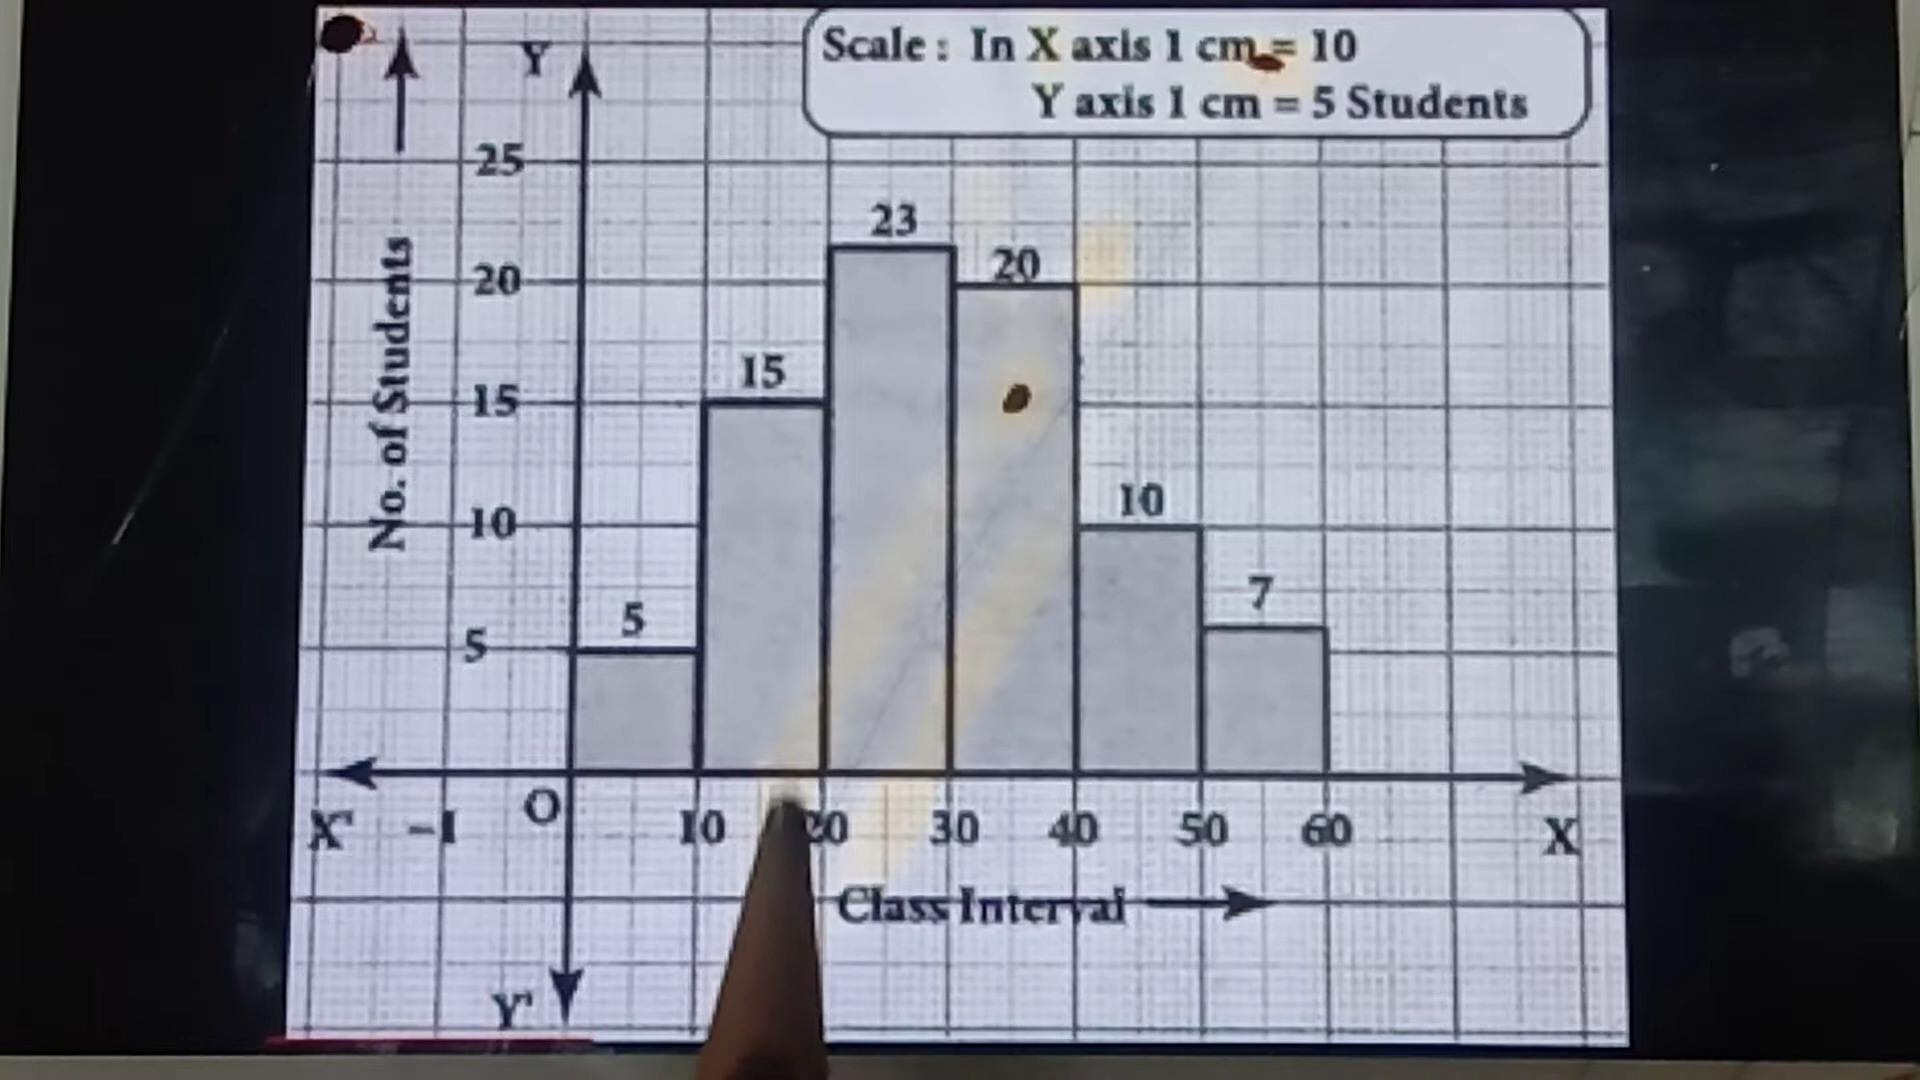 Scale : In X axis 1 cm = 10
Y axis 1 cm = 5 Students
Y
25
23
20
20
No. of Students
15
15
10
10
7
5
5
O
X' -1 10 20 30 40 50 60 X
Class Interval
Y'